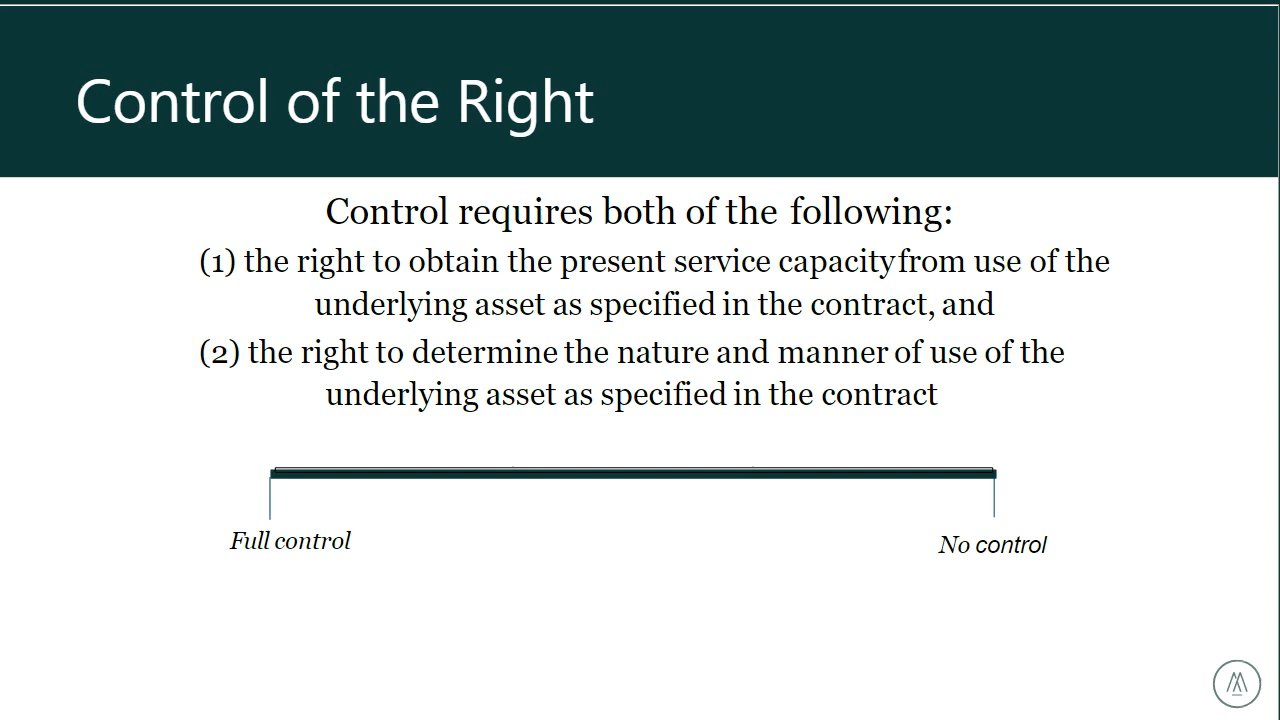 Control of the Right
Control requires both of the following:
(1) the right to obtain the present service capacity from use of the
underlying asset as specified in the contract, and
(2) the right to determine the nature and manner of use of the
underlying asset as specified in the contract
Full control
No control